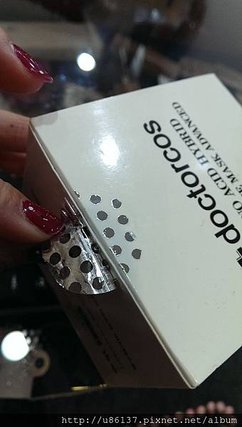 doctorcos
ACID HYBRID
MASK ADVANCED
http://u86137.pixnet.net/album